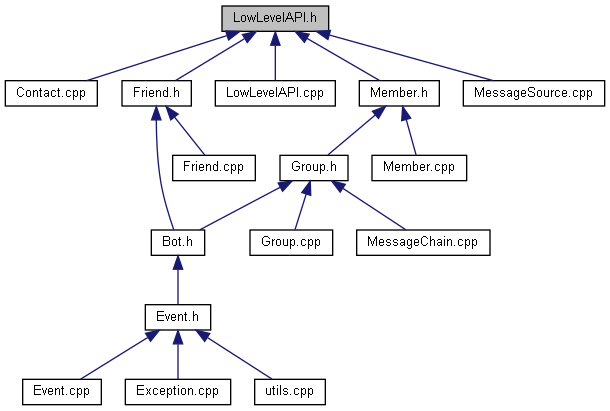 LowLevelAPI.h
Contact.cpp
Friend.h
LowLevelAPI.cpp
Member.h
MessageSource.cpp
Friend.cpp
Group.h
Member.cpp
Bot.h
Group.cpp
MessageChain.cpp
Event.h
Event.cpp
Exception.cpp
utils.cpp